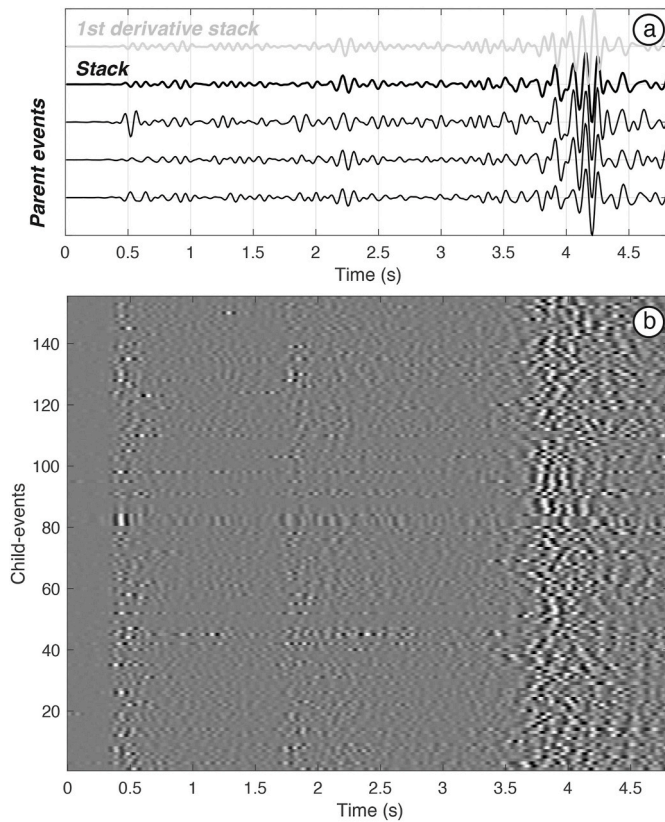 1st derivative stack
a
Stack
Parent events
0 0.5 1 1.5 2 2.5 3 3.5 4 4.5
Time (s)
b
140
120
100
80
60
40
20
Child-events
0 0.5 1 1.5 2 2.5 3 3.5 4 4.5
Time (s)